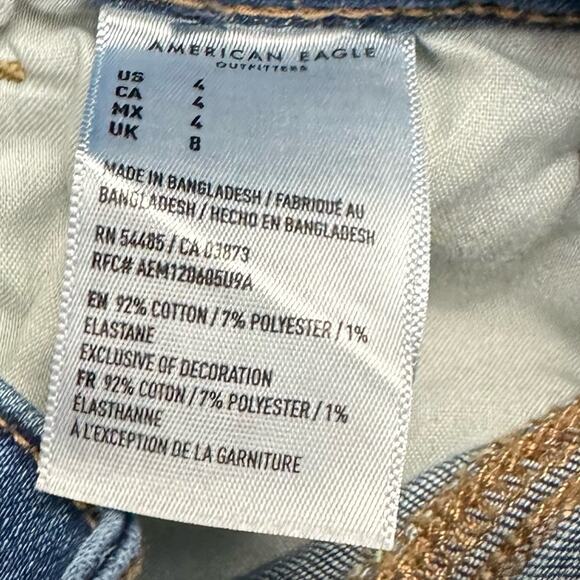 AMERICAN EAGLE
OUTFITTERS
US 4
CA 4
MX 4
UK 8
MADE IN BANGLADESH / FABRIQUÉ AU
BANGLADESH / HECHO EN BANGLADESH
RN 54485 / CA 03873
RFC# AEM120605U9A
EN 92% COTTON / 7% POLYESTER / 1%
ELASTANE
EXCLUSIVE OF DECORATION
FR 92% COTON / 7% POLYESTER / 1%
ÉLASTHANNE
À L'EXCEPTION DE LA GARNITURE